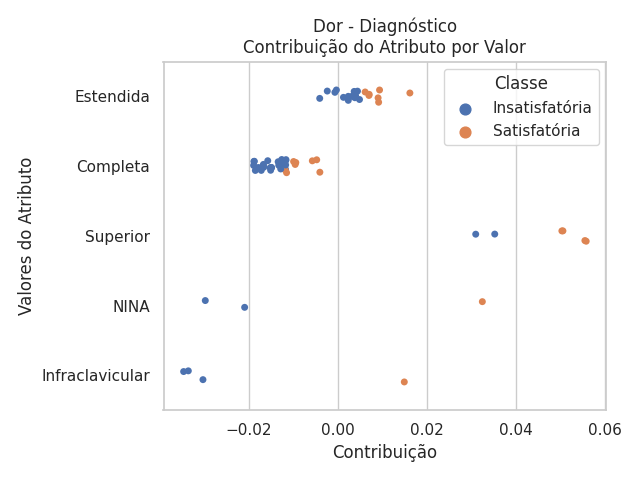 Dor - Diagnóstico
Contribuição do Atributo por Valor
Classe
Insatisfatória
Satisfatória
Valores do Atributo
Estendida
Completa
Superior
NINA
Infraclavicular
−0.02 0.00 0.02 0.04 0.06
Contribuição